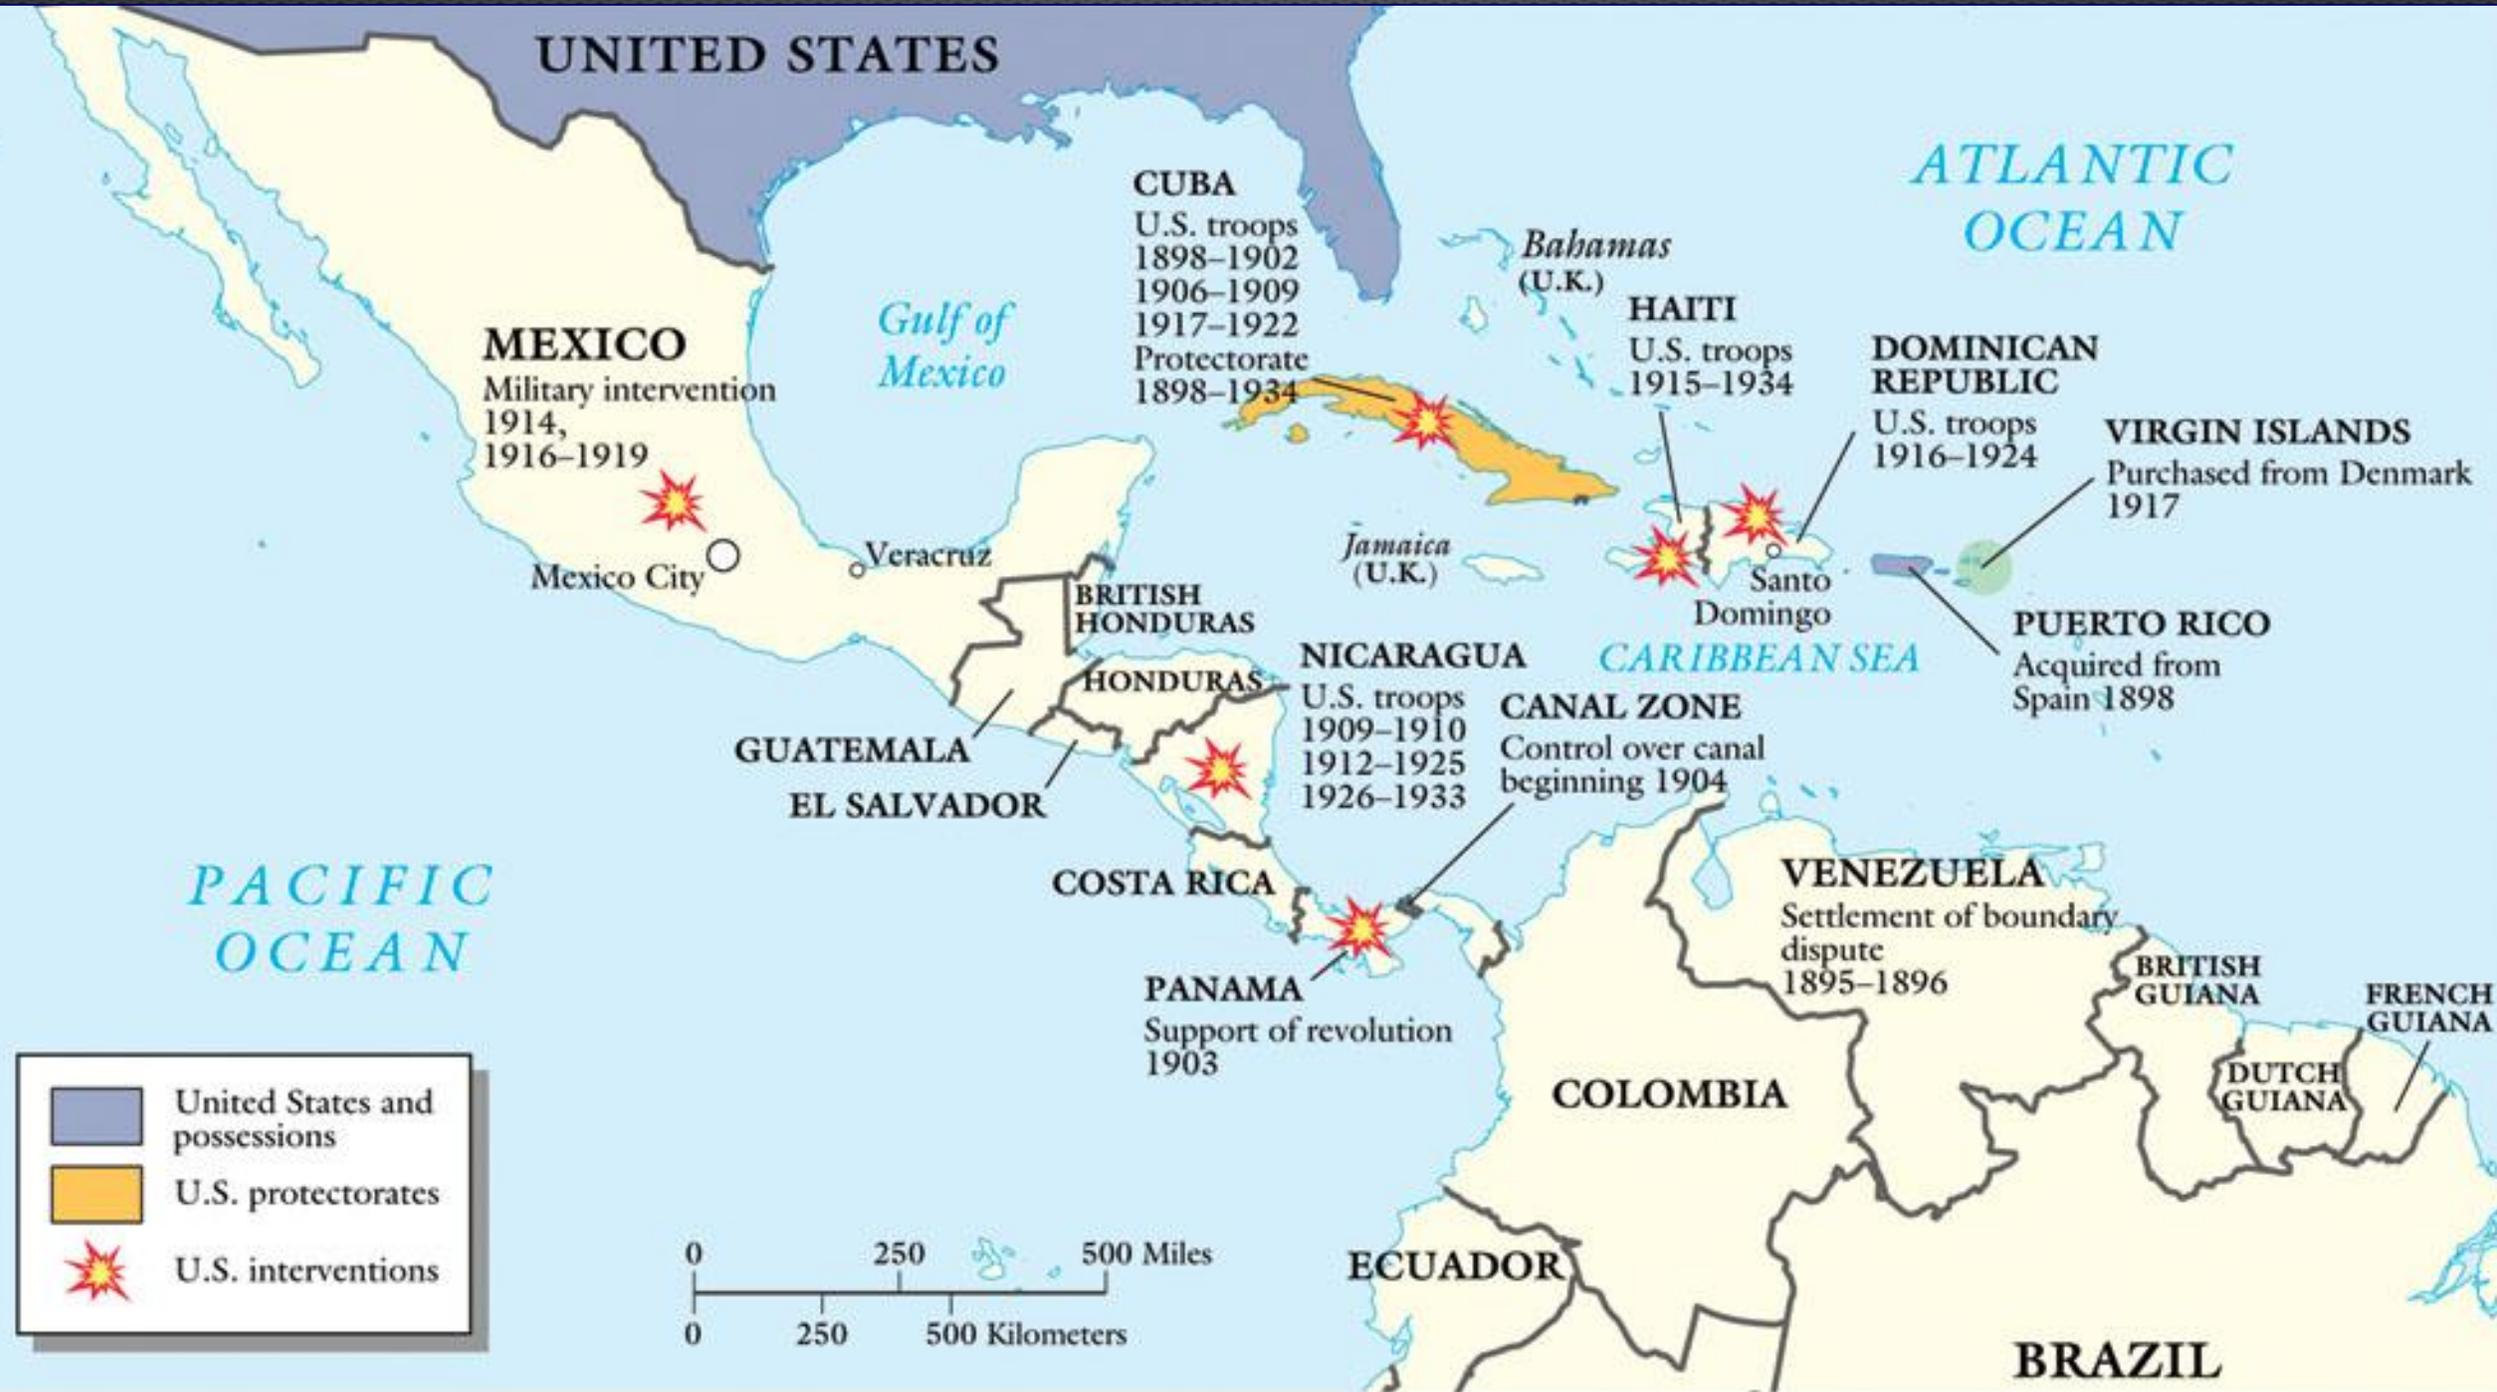 UNITED STATES
ATLANTIC
OCEAN
CUBA
U.S. troops
1898–1902
1906–1909
1917–1922
Protectorate
1898–1934
Bahamas
(U.K.)
HAITI
U.S. troops
1915–1934
DOMINICAN
REPUBLIC
U.S. troops
1916–1924
VIRGIN ISLANDS
Purchased from Denmark
1917
Gulf of
Mexico
MEXICO
Military intervention
1914,
1916–1919
Mexico City
Veracruz
Jamaica
(U.K.)
Santo
Domingo
BRITISH
HONDURAS
CARIBBEAN SEA
PUERTO RICO
Acquired from
Spain 1898
HONDURAS
NICARAGUA
U.S. troops
1909–1910
1912–1925
1926–1933
CANAL ZONE
Control over canal
beginning 1904
GUATEMALA
EL SALVADOR
COSTA RICA
PACIFIC
OCEAN
VENEZUELA
Settlement of boundary
dispute
1895–1896
PANAMA
Support of revolution
1903
BRITISH
GUIANA
FRENCH
GUIANA
DUTCH
GUIANA
COLOMBIA
ECUADOR
BRAZIL
United States and
possessions
U.S. protectorates
U.S. interventions
0 250 500 Miles
0 250 500 Kilometers